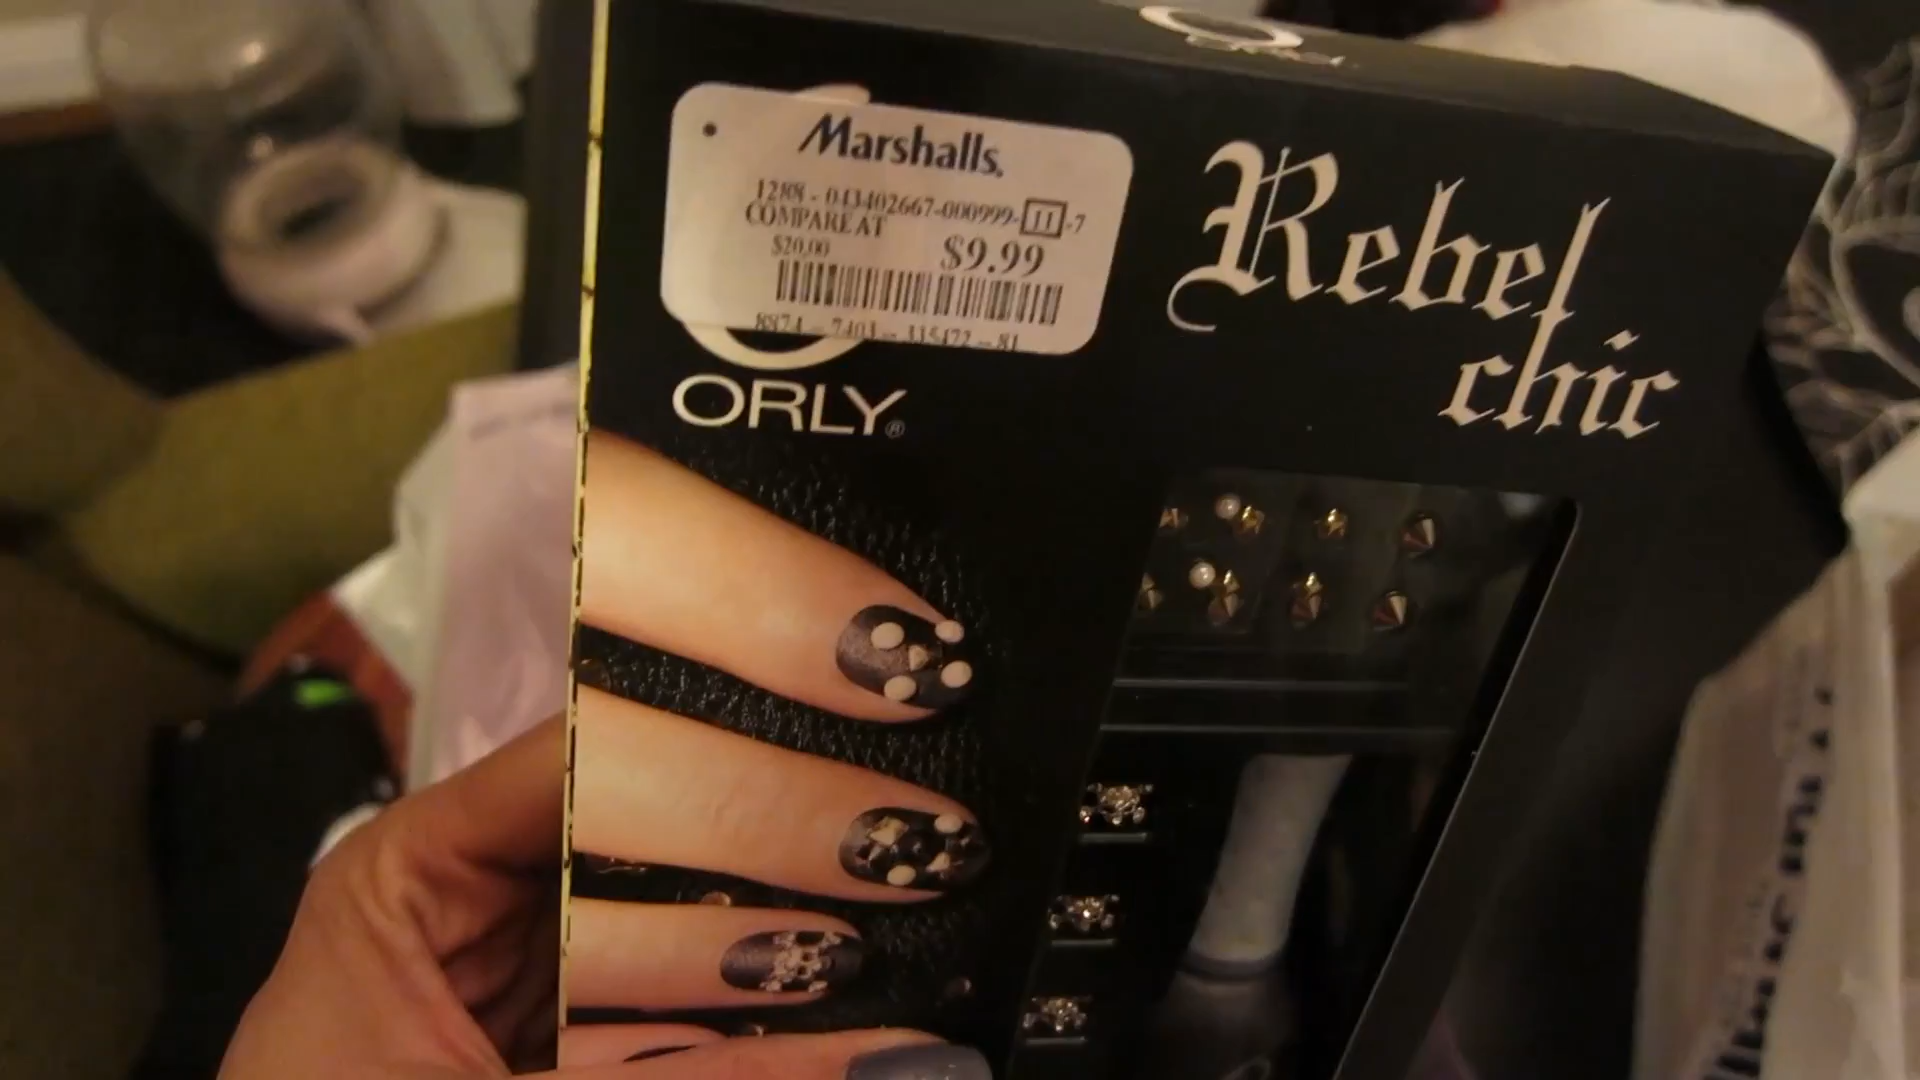 Marshalls.
1288 - 043402667-000999-11-7
COMPARE AT
$20.00
$9.99
ORLY®
Rebel
chic